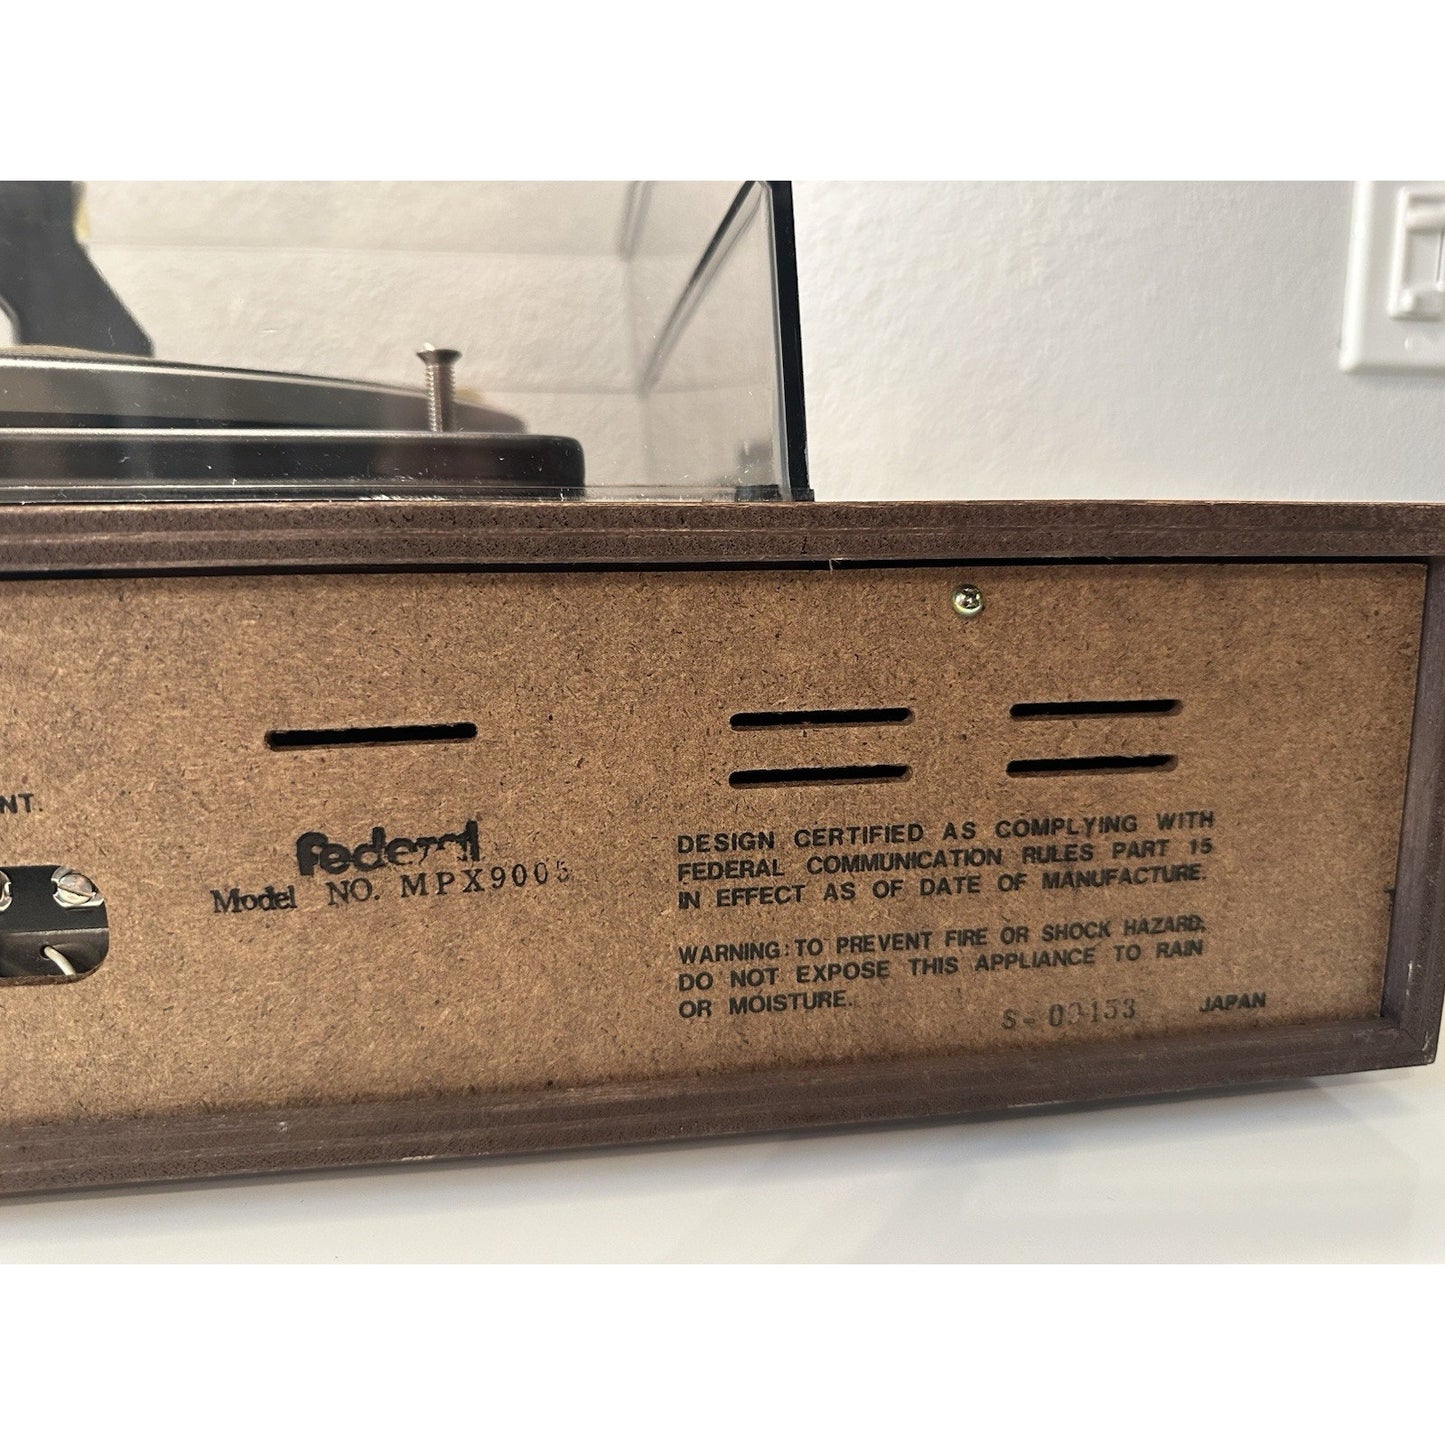 NT.
Federal
Model NO. MPX9005
DESIGN CERTIFIED AS COMPLYING WITH
FEDERAL COMMUNICATION RULES PART 15
IN EFFECT AS OF DATE OF MANUFACTURE.
WARNING: TO PREVENT FIRE OR SHOCK HAZARD,
DO NOT EXPOSE THIS APPLIANCE TO RAIN
OR MOISTURE.
JAPAN